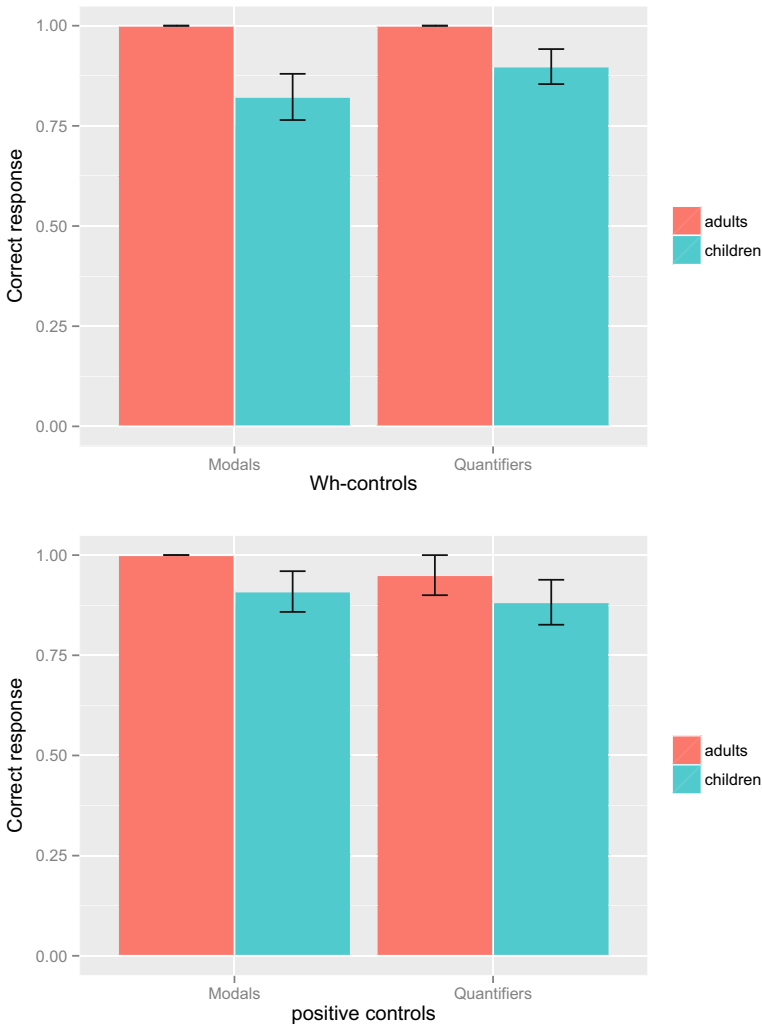 1.00
0.75
0.50
0.25
0.00
Correct response
Modals
Quantifiers
Wh-controls
adults
children
1.00
0.75
0.50
0.25
0.00
Correct response
Modals
Quantifiers
positive controls
adults
children